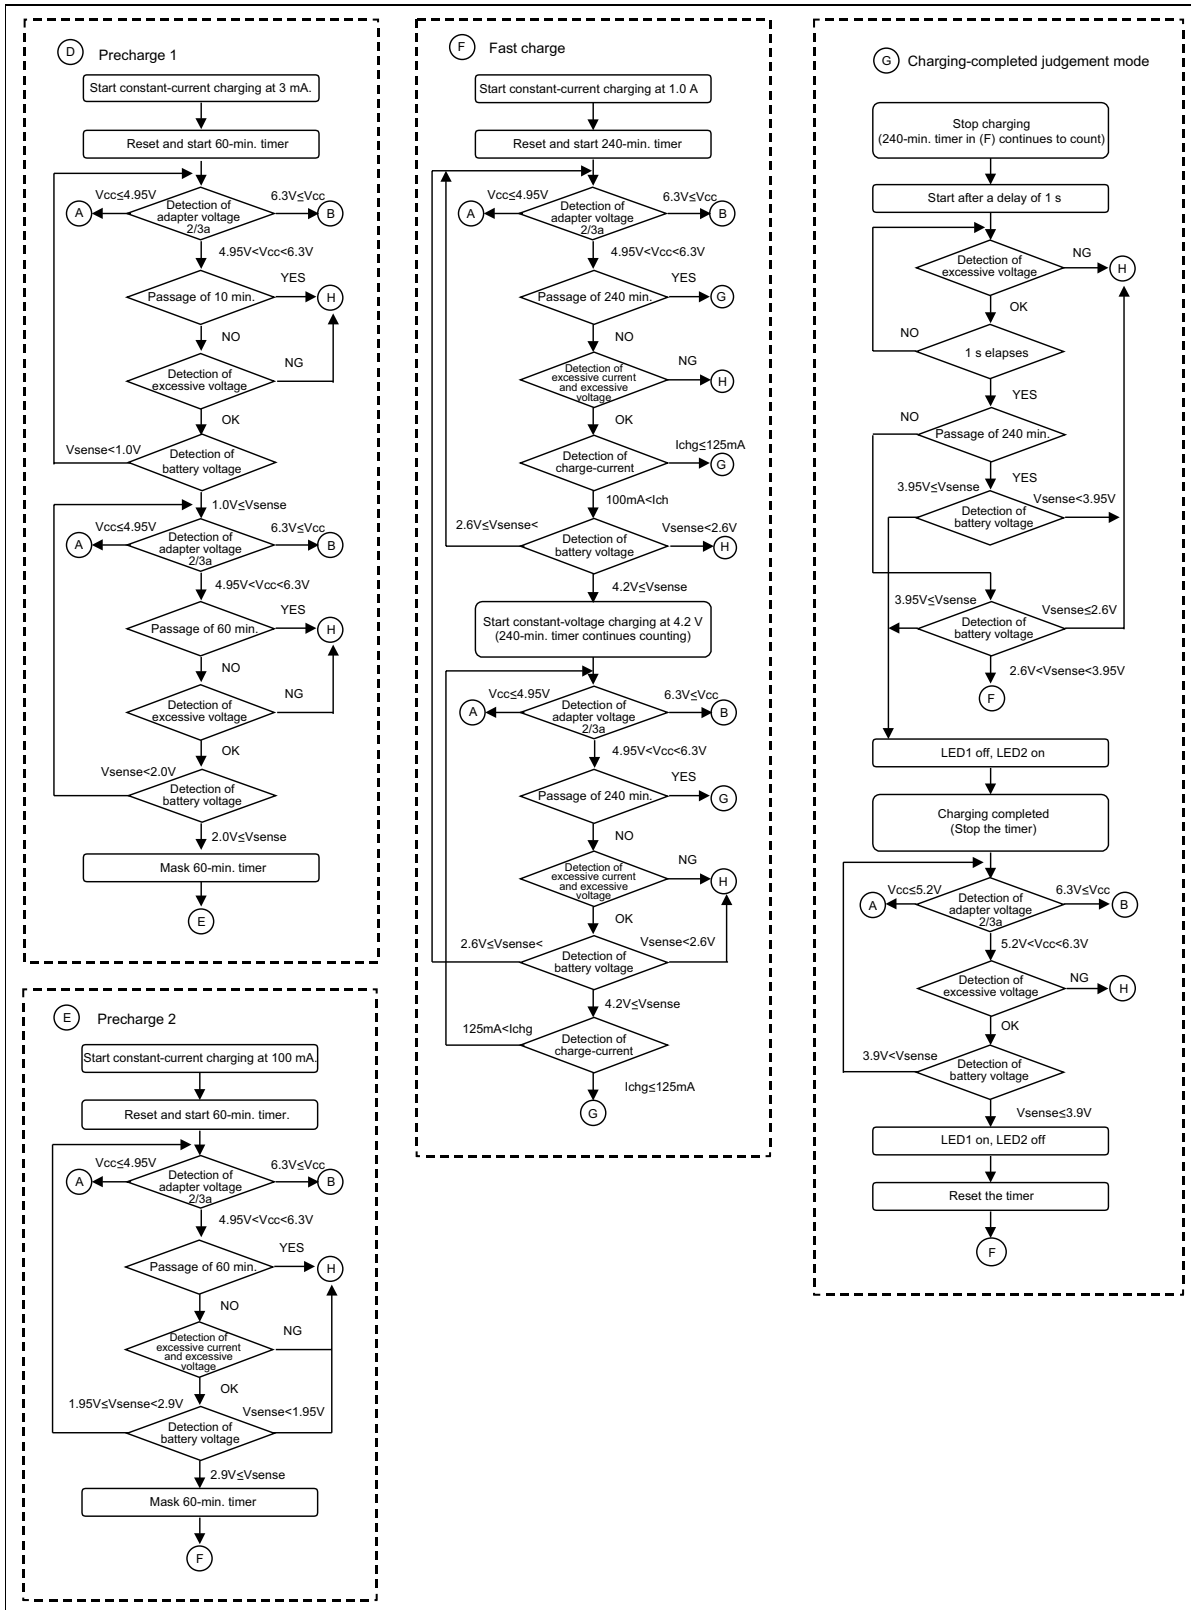 D Precharge 1
Start constant-current charging at 3 mA.
Reset and start 60-min. timer
Vcc≤4.95V
6.3V≤Vcc
A
Detection of
adapter voltage
2/3a
B
4.95V<Vcc<6.3V
YES
Passage of 10 min.
H
NO
NG
Detection of
excessive voltage
OK
Vsense<1.0V
Detection of
battery voltage
1.0V≤Vsense
Vcc≤4.95V
6.3V≤Vcc
A
Detection of
adapter voltage
2/3a
B
4.95V<Vcc<6.3V
YES
Passage of 60 min.
H
NO
NG
Detection of
excessive voltage
OK
Vsense<2.0V
Detection of
battery voltage
2.0V≤Vsense
Mask 60-min. timer
E
E Precharge 2
Start constant-current charging at 100 mA.
Reset and start 60-min. timer.
Vcc≤4.95V
6.3V≤Vcc
A
Detection of
adapter voltage
2/3a
B
4.95V<Vcc<6.3V
YES
Passage of 60 min.
H
NO
NG
Detection of
excessive current
and excessive
voltage
OK
1.95V≤Vsense<2.9V
Vsense<1.95V
Detection of
battery voltage
2.9V≤Vsense
Mask 60-min. timer
F
F Fast charge
Start constant-current charging at 1.0 A
Reset and start 240-min. timer
Vcc≤4.95V
6.3V≤Vcc
A
Detection of
adapter voltage
2/3a
B
4.95V<Vcc<6.3V
YES
Passage of 240 min.
G
NO
NG
Detection of
excessive current
and excessive
voltage
H
OK
Ichg≤125mA
Detection of
charge-current
G
100mA<Ich
2.6V≤Vsense<
Vsense<2.6V
Detection of
battery voltage
H
4.2V≤Vsense
Start constant-voltage charging at 4.2 V
(240-min. timer continues counting)
Vcc≤4.95V
6.3V≤Vcc
A
Detection of
adapter voltage
2/3a
B
4.95V<Vcc<6.3V
YES
Passage of 240 min.
G
NO
NG
Detection of
excessive current
and excessive
voltage
H
OK
2.6V≤Vsense<
Vsense<2.6V
Detection of
battery voltage
4.2V≤Vsense
125mA<Ichg
Detection of
charge-current
Ichg≤125mA
G
G Charging-completed judgement mode
Stop charging
(240-min. timer in (F) continues to count)
Start after a delay of 1 s
NG
Detection of
excessive voltage
H
OK
NO
1 s elapses
YES
NO
Passage of 240 min.
YES
3.95V≤Vsense
Vsense<3.95V
Detection of
battery voltage
3.95V≤Vsense
Vsense≤2.6V
Detection of
battery voltage
2.6V<Vsense<3.95V
F
LED1 off, LED2 on
Charging completed
(Stop the timer)
Vcc≤5.2V
6.3V≤Vcc
A
Detection of
adapter voltage
2/3a
B
5.2V<Vcc<6.3V
NG
Detection of
excessive voltage
H
OK
3.9V<Vsense
Detection of
battery voltage
Vsense≤3.9V
LED1 on, LED2 off
Reset the timer
F